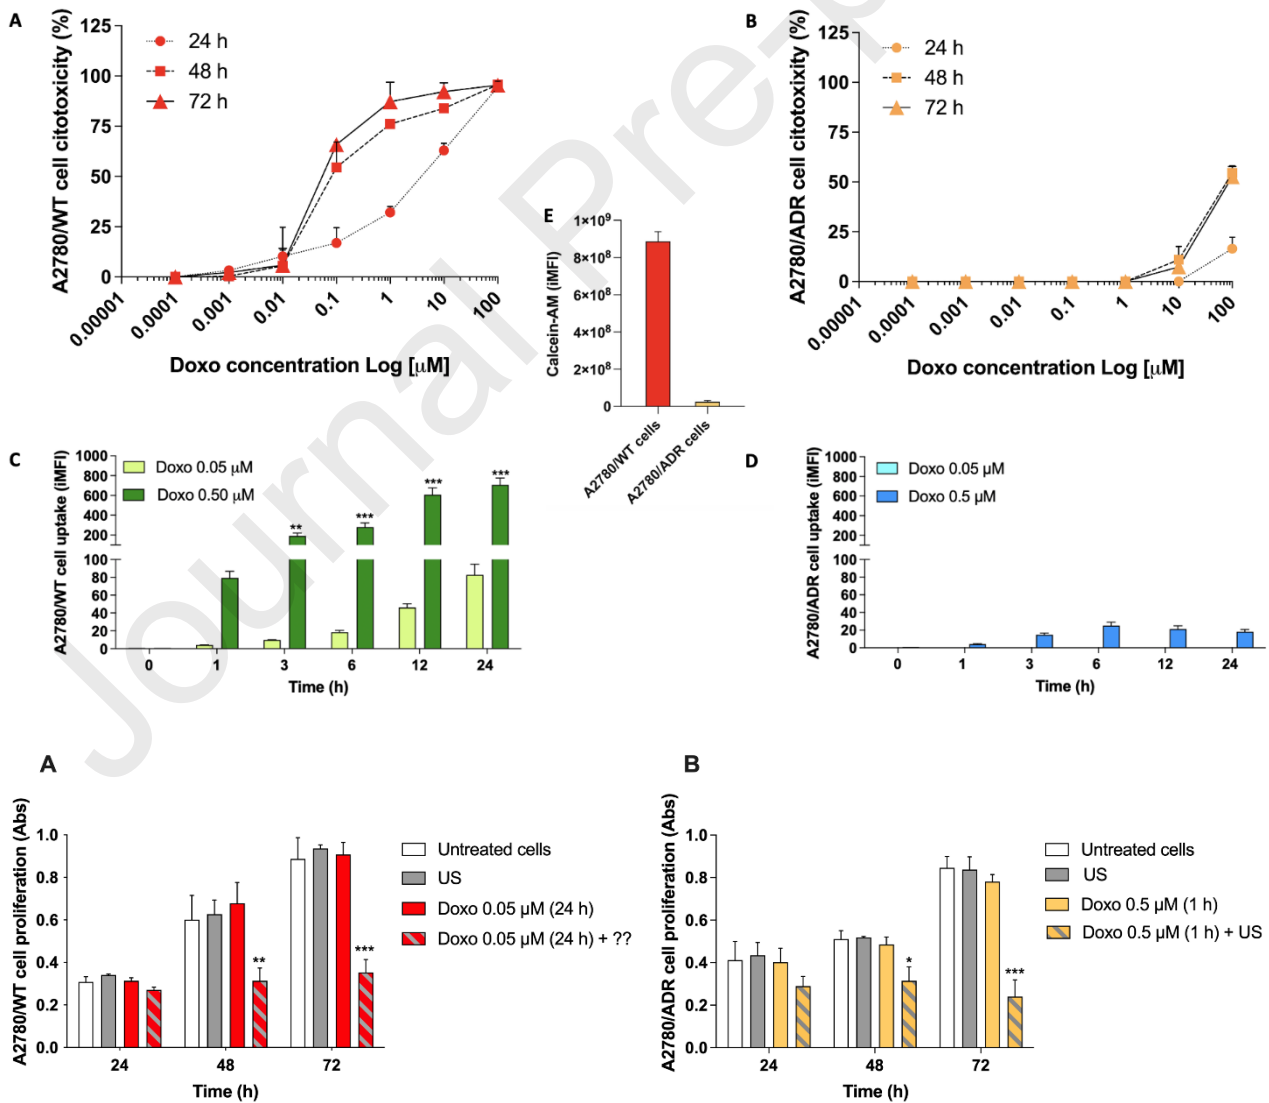 A
A2780/WT cell citotoxicity (%)
125
100
75
50
25
0
24 h
48 h
72 h
0.00001
0.0001
0.001
0.01
0.1
1
10
100
Doxo concentration Log [µM]
B
A2780/ADR cell citotoxixity (%)
125
100
75
50
25
0
24 h
48 h
72 h
0.00001
0.0001
0.001
0.01
0.1
1
10
100
Doxo concentration Log [µM]
E
Calcein-AM (iMFI)
1×10⁹
8×10⁸
6×10⁸
4×10⁸
2×10⁸
0
A2780/WT cells
A2780/ADR cells
C
A2780/WT cell uptake (iMFI)
1000
800
600
400
200
100
80
60
40
20
0
Doxo 0.05 µM
Doxo 0.50 µM
**
***
***
***
0
1
3
6
12
24
Time (h)
D
A2780/ADR cell uptake (iMFI)
1000
800
600
400
200
100
80
60
40
20
0
Doxo 0.05 µM
Doxo 0.5 µM
0
1
3
6
12
24
Time (h)
A
A2780/WT cell proliferation (Abs)
1.0
0.8
0.6
0.4
0.2
0.0
**
***
24
48
72
Time (h)
Untreated cells
US
Doxo 0.05 µM (24 h)
Doxo 0.05 µM (24 h) + ??
B
A2780/ADR cell proliferation (Abs)
1.0
0.8
0.6
0.4
0.2
0.0
*
***
24
48
72
Time (h)
Untreated cells
US
Doxo 0.5 µM (1 h)
Doxo 0.5 µM (1 h) + US
Journal Pre-p